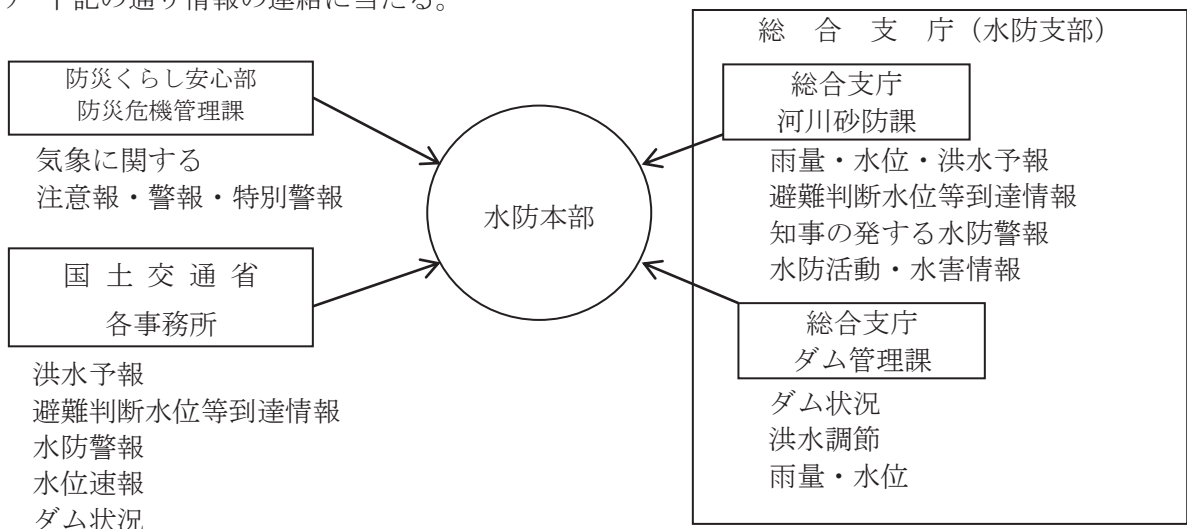 下記の通り情報の連絡に当たる。
防災くらし安心部
防災危機管理課
気象に関する
注意報・警報・特別警報
国土交通省
各事務所
洪水予報
避難判断水位等到達情報
水防警報
水位速報
ダム状況
水防本部
総合支庁(水防支部)
総合支庁
河川砂防課
雨量・水位・洪水予報
避難判断水位等到達情報
知事の発する水防警報
水防活動・水害情報
総合支庁
ダム管理課
ダム状況
洪水調節
雨量・水位